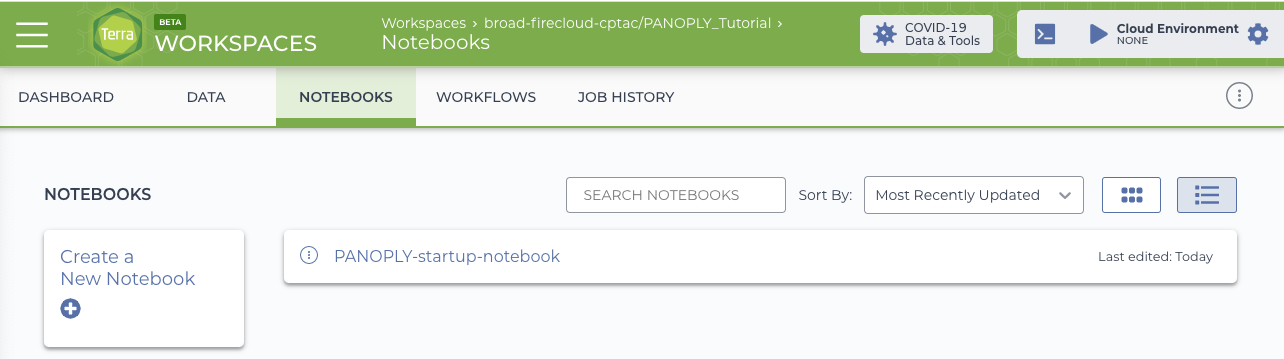 Terra
BETA
WORKSPACES
Workspaces › broad-firecloud-cptac/PANOPLY_Tutorial ›
Notebooks
COVID-19
Data & Tools
Cloud Environment
NONE
DASHBOARD
DATA
NOTEBOOKS
WORKFLOWS
JOB HISTORY
NOTEBOOKS
SEARCH NOTEBOOKS
Sort By:
Most Recently Updated
Create a
New Notebook
PANOPLY-startup-notebook
Last edited: Today